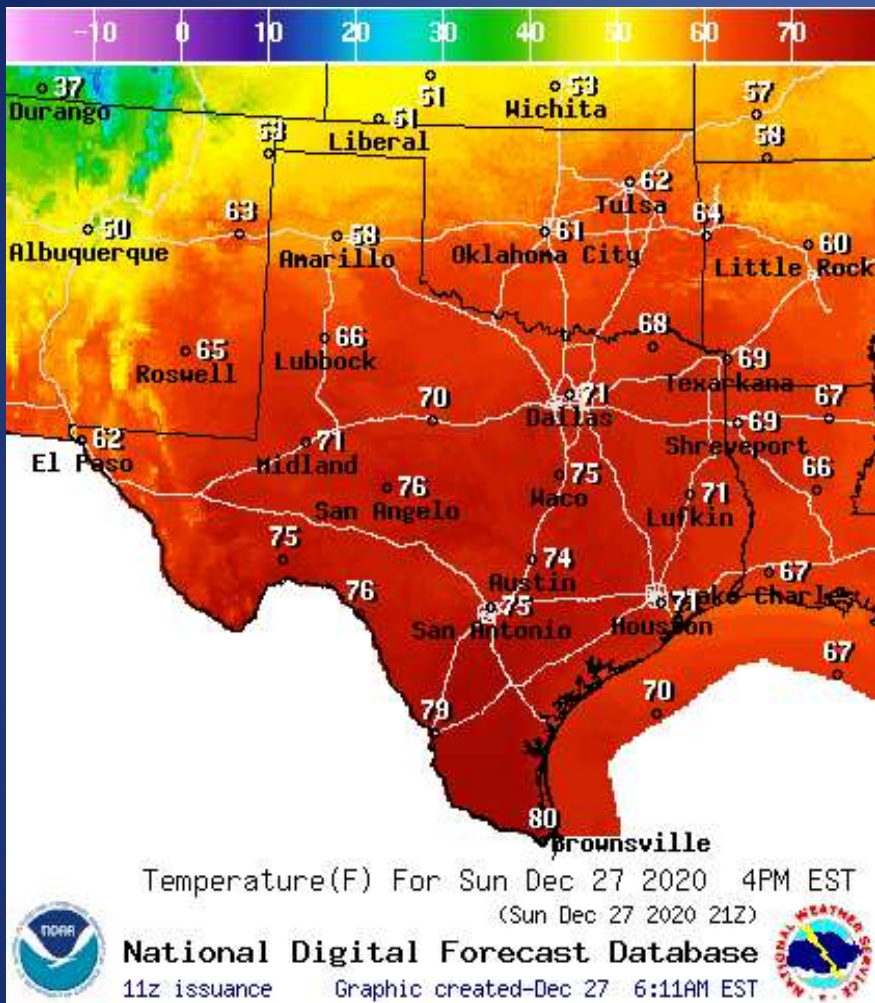 -10 0 10 20 30 40 50 60 70
37
Durango
51
51
Liberal
53
Wichita
57
58
53
62
Tulsa
50
Albuquerque
63
58
Amarillo
61
Oklahoma City
64
60
Little Rock
65
Roswell
66
Lubbock
68
69
Texarkana
70
71
Dallas
67
69
Shreveport
62
El Paso
71
Midland
76
San Angelo
75
Waco
71
Lufkin
66
75
74
Austin
67
Lake Charles
76
75
San Antonio
71
Houston
67
70
79
80
Brownsville
Temperature(F) For Sun Dec 27 2020 4PM EST
(Sun Dec 27 2020 21Z)
NOAA
National Digital Forecast Database
NATIONAL WEATHER SERVICE
11z issuance Graphic created-Dec 27 6:11AM EST